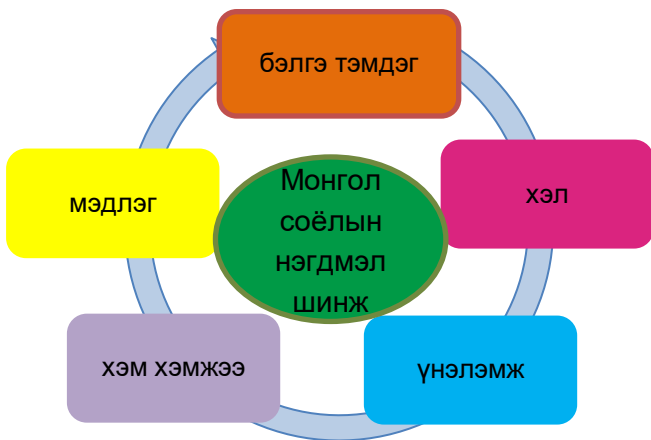 бэлгэ тэмдэг
хэл
үнэлэмж
хэм хэмжээ
мэдлэг
Монгол
соёлын
нэгдмэл
шинж